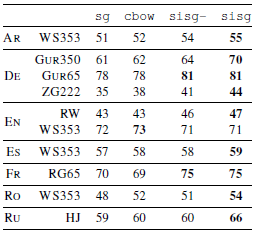 sg cbow sisg- sisg
AR WS353 51 52 54 55
GUR350 61 62 64 70
DE GUR65 78 78 81 81
ZG222 35 38 41 44
EN RW 43 43 46 47
WS353 72 73 71 71
ES WS353 57 58 58 59
FR RG65 70 69 75 75
RO WS353 48 52 51 54
RU HJ 59 60 60 66